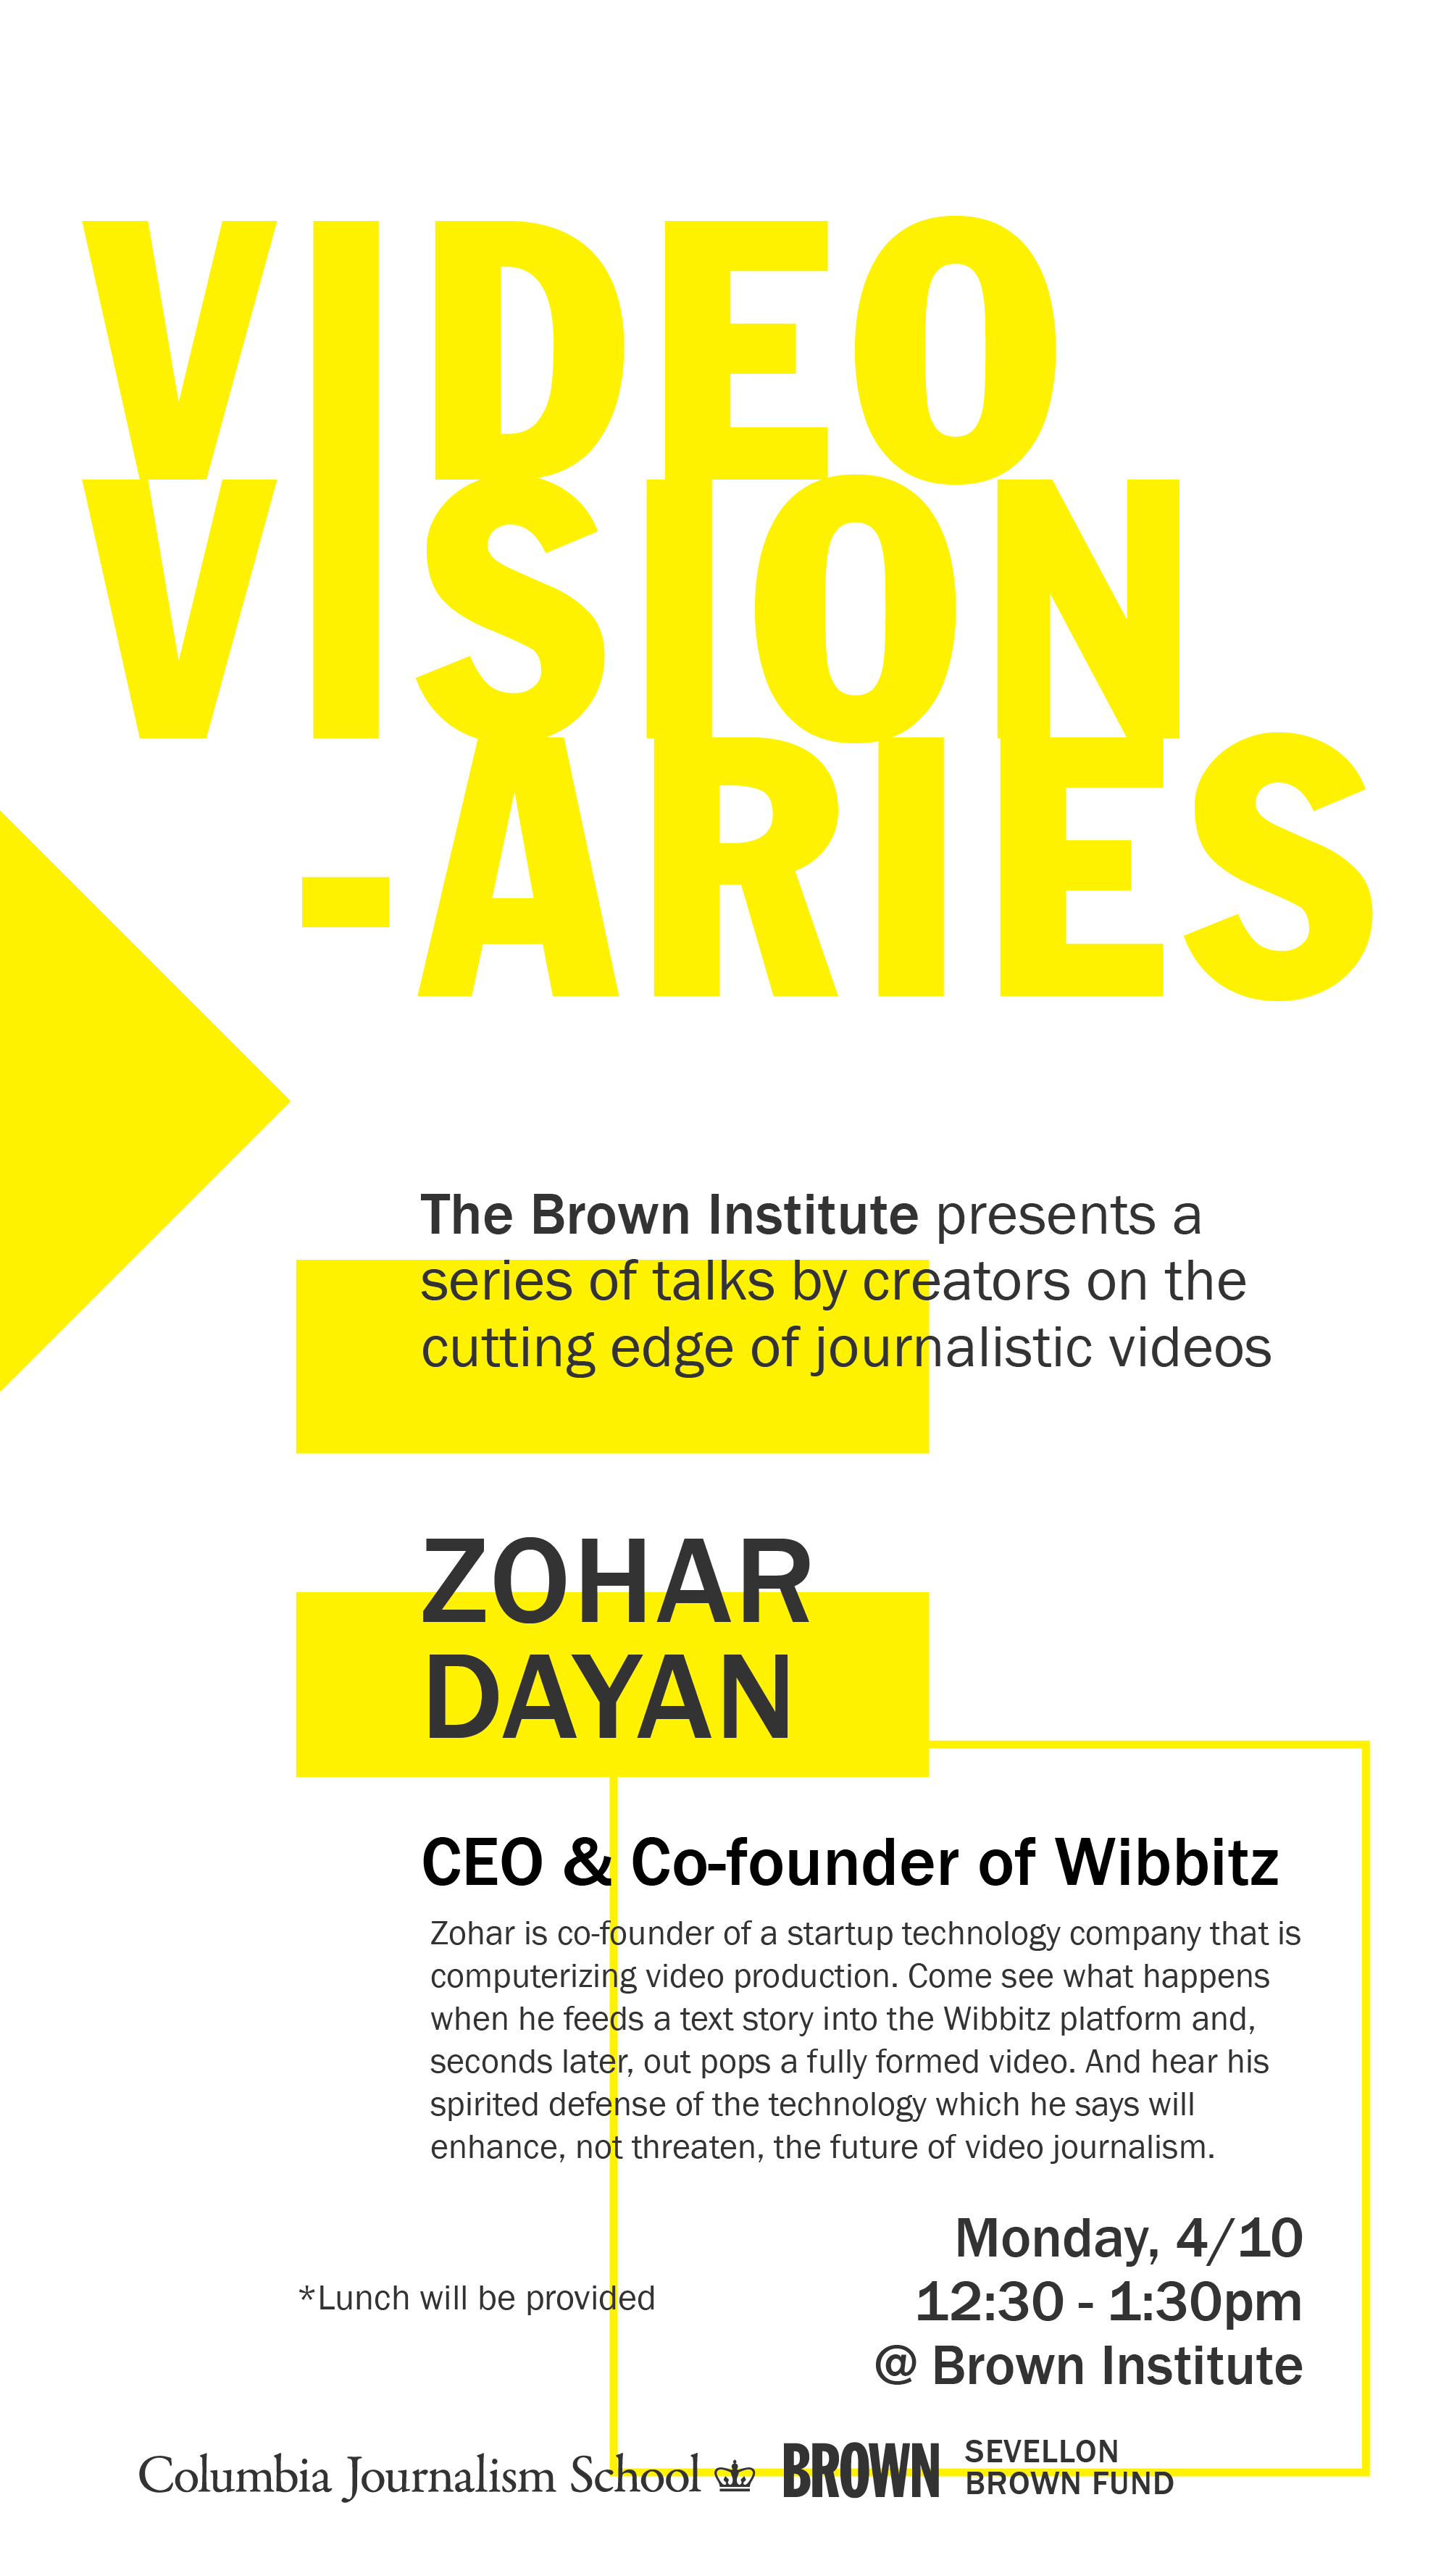 VIDEO
VISION
-ARIES
The Brown Institute presents a
series of talks by creators on the
cutting edge of journalistic videos
ZOHAR
DAYAN
CEO & Co-founder of Wibbitz
Zohar is co-founder of a startup technology company that is
computerizing video production. Come see what happens
when he feeds a text story into the Wibbitz platform and,
seconds later, out pops a fully formed video. And hear his
spirited defense of the technology which he says will
enhance, not threaten, the future of video journalism.
Monday, 4/10
12:30 - 1:30pm
@ Brown Institute
*Lunch will be provided
Columbia Journalism School
BROWN
SEVELLON
BROWN FUND